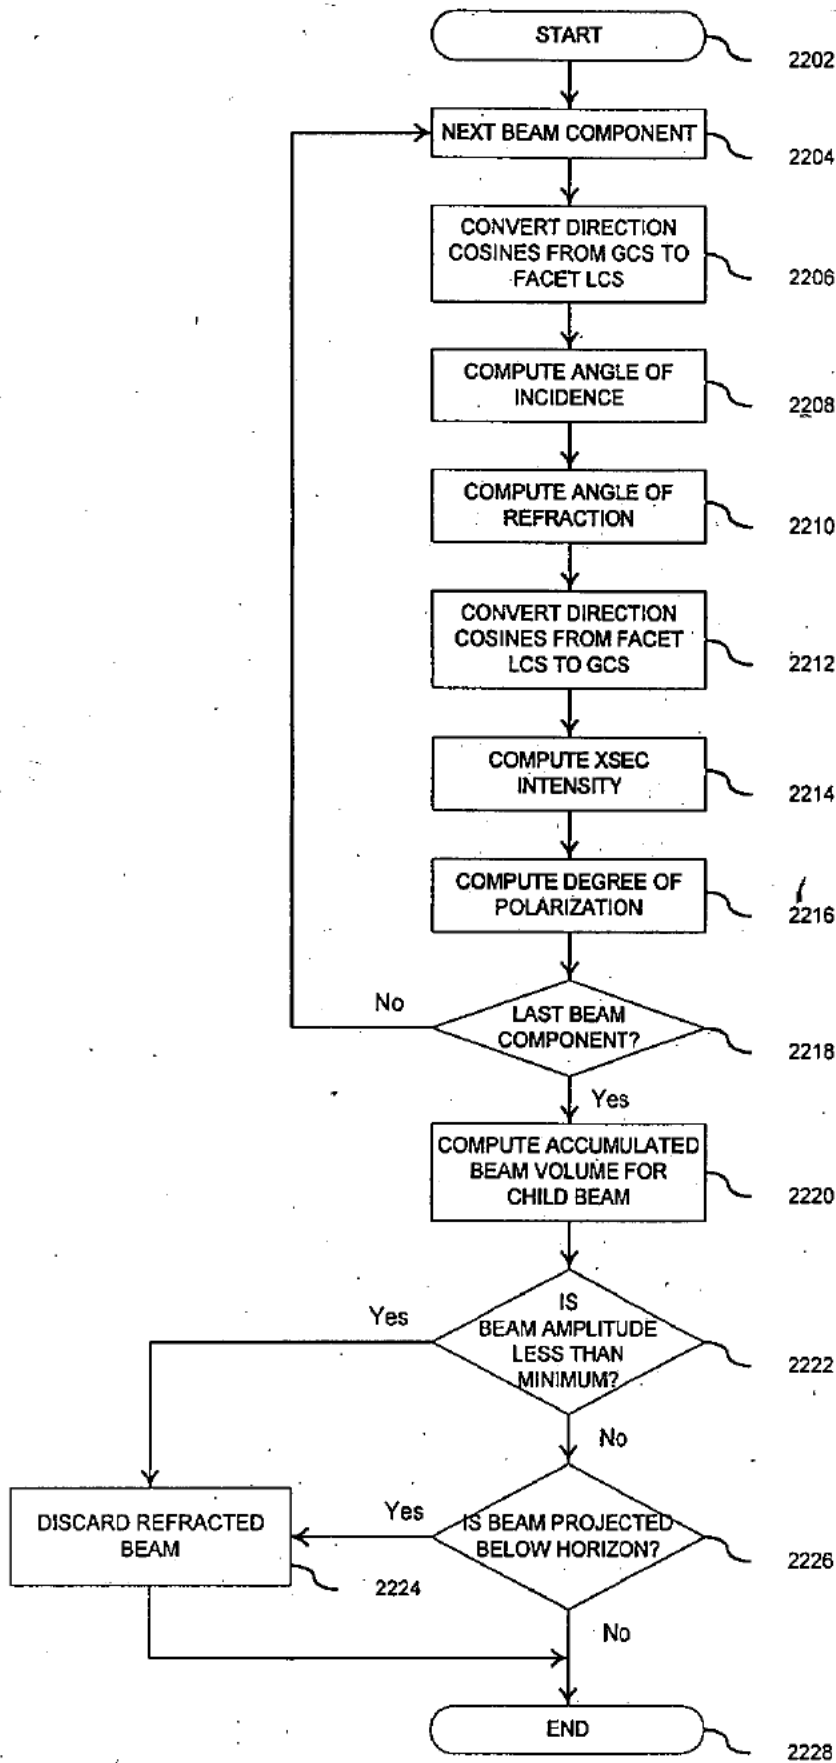 START
2202
NEXT BEAM COMPONENT
2204
CONVERT DIRECTION
COSINES FROM GCS TO
FACET LCS
2206
COMPUTE ANGLE OF
INCIDENCE
2208
COMPUTE ANGLE OF
REFRACTION
2210
CONVERT DIRECTION
COSINES FROM FACET
LCS TO GCS
2212
COMPUTE XSEC
INTENSITY
2214
COMPUTE DEGREE OF
POLARIZATION
2216
No
LAST BEAM
COMPONENT?
2218
Yes
COMPUTE ACCUMULATED
BEAM VOLUME FOR
CHILD BEAM
2220
Yes
IS
BEAM AMPLITUDE
LESS THAN
MINIMUM?
2222
No
DISCARD REFRACTED
BEAM
2224
Yes
IS BEAM PROJECTED
BELOW HORIZON?
2226
No
END
2228